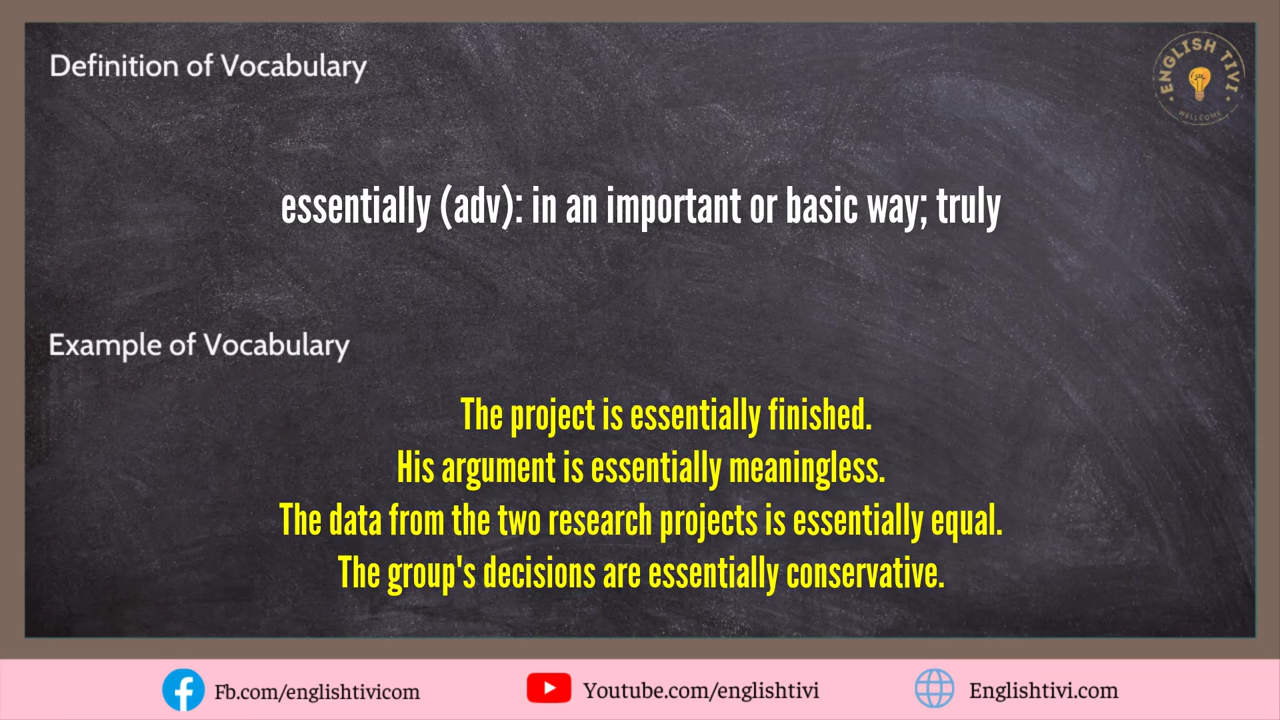 Definition of Vocabulary
ENGLISH TIVI
WELLCOME
essentially (adv): in an important or basic way; truly
Example of Vocabulary
The project is essentially finished.
His argument is essentially meaningless.
The data from the two research projects is essentially equal.
The group's decisions are essentially conservative.
Fb.com/englishtivicom
Youtube.com/englishtivi
Englishtivi.com